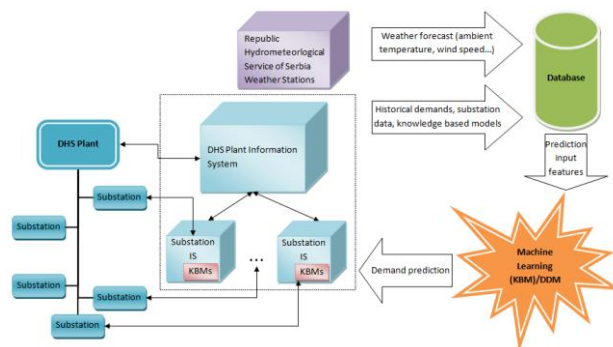 Republic
Hydrometeorological
Service of Serbia
Weather Stations
Weather forecast (ambient
temperature, wind speed...)
Database
Historical demands, substation
data, knowledge based models
DHS Plant
DHS Plant Information
System
Prediction
input
features
Substation
Substation
Substation
IS
KBMs
...
Substation
IS
KBMs
Demand prediction
Machine
Learning
(KBM)/DDM
Substation
Substation
Substation